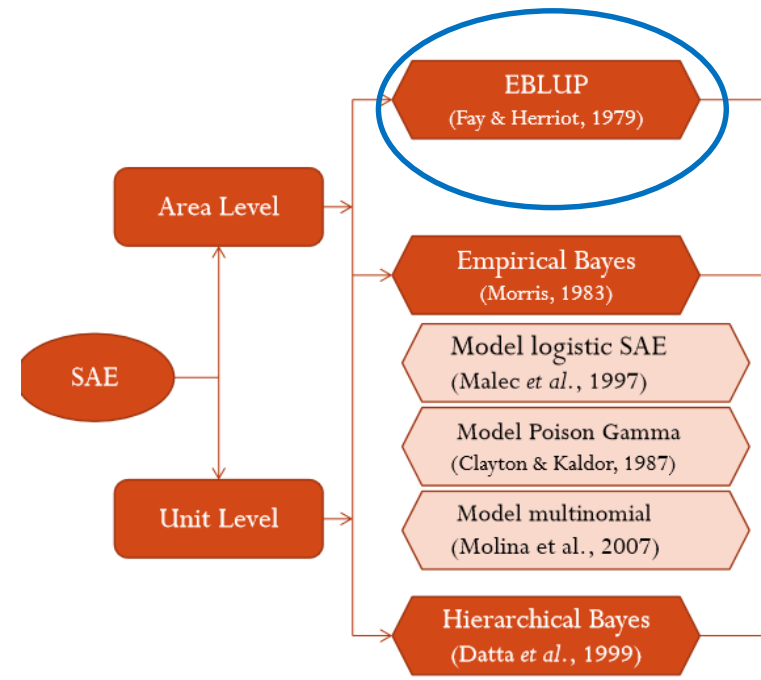 EBLUP
(Fay & Herriot, 1979)
Area Level
Empirical Bayes
(Morris, 1983)
Model logistic SAE
(Malec et al., 1997)
SAE
Model Poison Gamma
(Clayton & Kaldor, 1987)
Unit Level
Model multinomial
(Molina et al., 2007)
Hierarchical Bayes
(Datta et al., 1999)